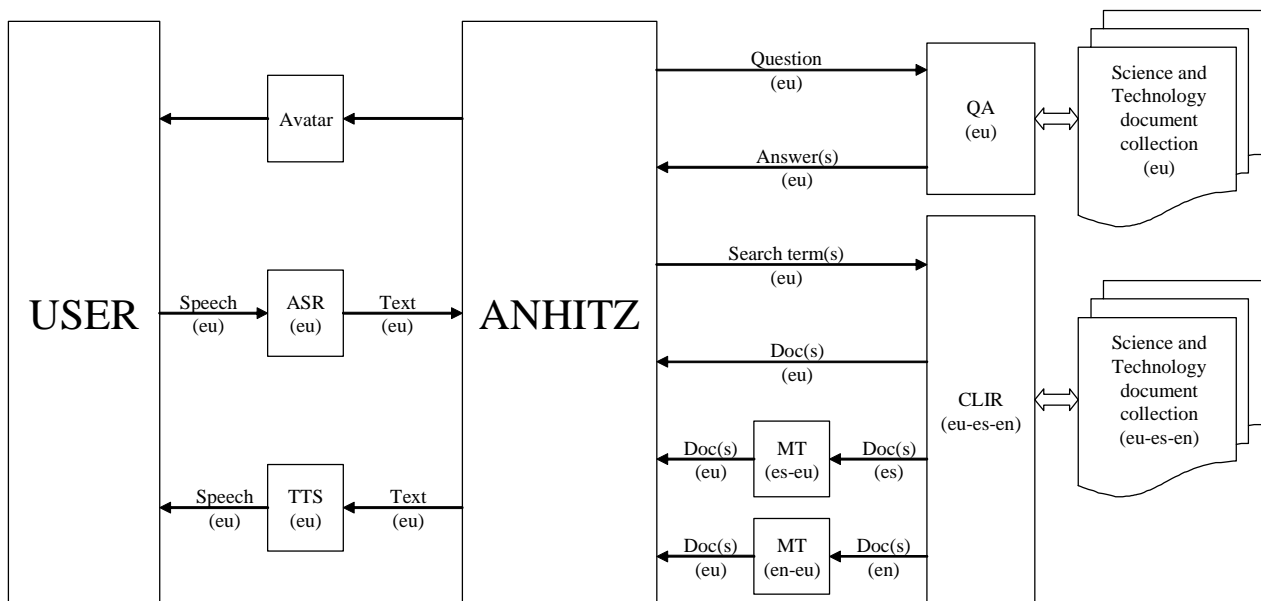 USER
Avatar
Speech
(eu)
ASR
(eu)
Text
(eu)
Speech
(eu)
TTS
(eu)
Text
(eu)
ANHITZ
Question
(eu)
Answer(s)
(eu)
QA
(eu)
Science and
Technology
document
collection
(eu)
Search term(s)
(eu)
Doc(s)
(eu)
Doc(s)
(eu)
MT
(es-eu)
Doc(s)
(es)
Doc(s)
(eu)
MT
(en-eu)
Doc(s)
(en)
CLIR
(eu-es-en)
Science and
Technology
document
collection
(eu-es-en)